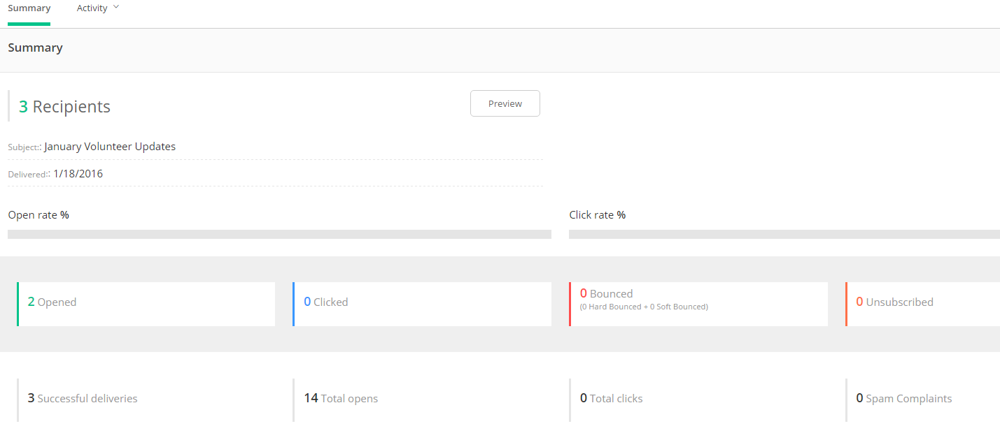 Summary Activity
Summary
3 Recipients
Preview
Subject:: January Volunteer Updates
Delivered:: 1/18/2016
Open rate % Click rate %
2 Opened 0 Clicked 0 Bounced 0 Unsubscribed
(0 Hard Bounced + 0 Soft Bounced)
3 Successful deliveries 14 Total opens 0 Total clicks 0 Spam Complaints